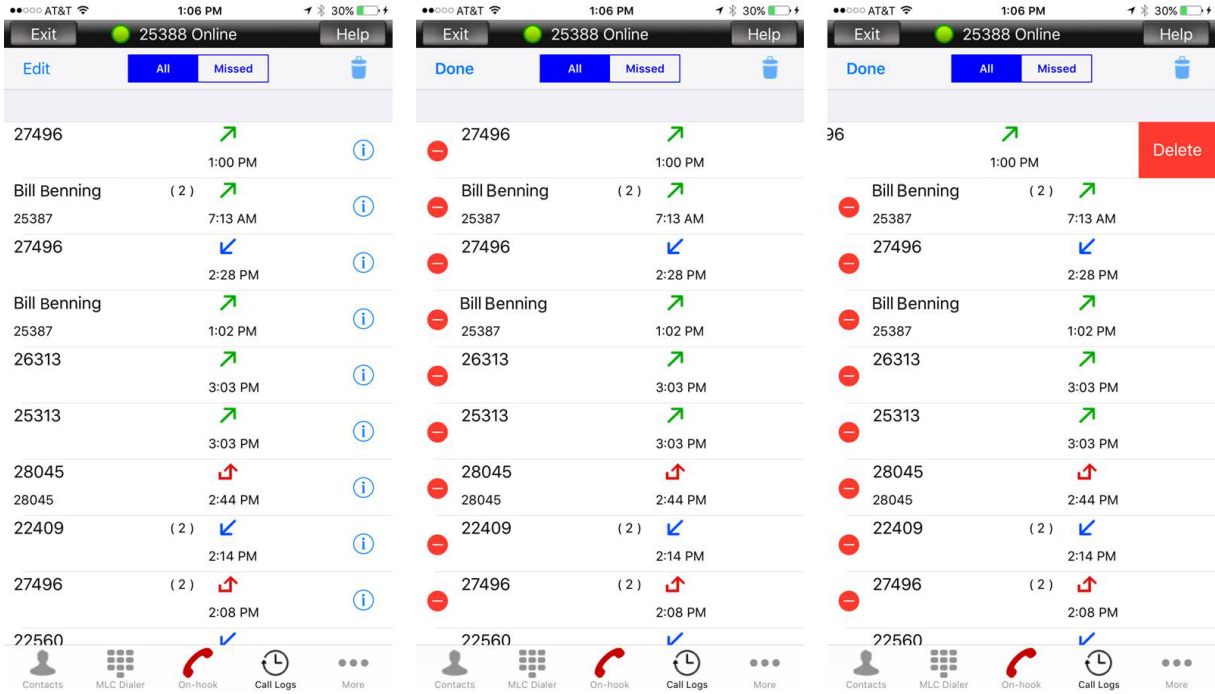 AT&T 1:06 PM 30%
Exit 25388 Online Help
Edit All Missed
27496
1:00 PM
Bill Benning (2)
25387 7:13 AM
27496
2:28 PM
Bill Benning
25387 1:02 PM
26313
3:03 PM
25313
3:03 PM
28045
28045 2:44 PM
22409 (2)
2:14 PM
27496 (2)
2:08 PM
22560
Contacts MLC Dialer On-hook Call Logs More
AT&T 1:06 PM 30%
Exit 25388 Online Help
Done All Missed
27496
1:00 PM
Bill Benning (2)
25387 7:13 AM
27496
2:28 PM
Bill Benning
25387 1:02 PM
26313
3:03 PM
25313
3:03 PM
28045
28045 2:44 PM
22409 (2)
2:14 PM
27496 (2)
2:08 PM
22560
Contacts MLC Dialer On-hook Call Logs More
AT&T 1:06 PM 30%
Exit 25388 Online Help
Done All Missed
96
1:00 PM Delete
Bill Benning (2)
25387 7:13 AM
27496
2:28 PM
Bill Benning
25387 1:02 PM
26313
3:03 PM
25313
3:03 PM
28045
28045 2:44 PM
22409 (2)
2:14 PM
27496 (2)
2:08 PM
22560
Contacts MLC Dialer On-hook Call Logs More